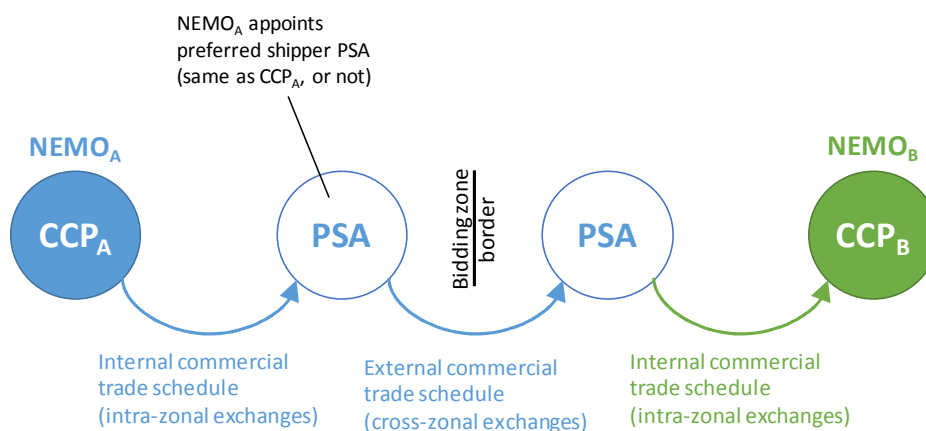 NEMOA appoints
preferred shipper PSA
(same as CCPA, or not)
NEMOA
NEMOB
CCPA
PSA
Bidding zone
border
PSA
CCPB
Internal commercial
trade schedule
(intra-zonal exchanges)
External commercial
trade schedule
(cross-zonal exchanges)
Internal commercial
trade schedule
(intra-zonal exchanges)